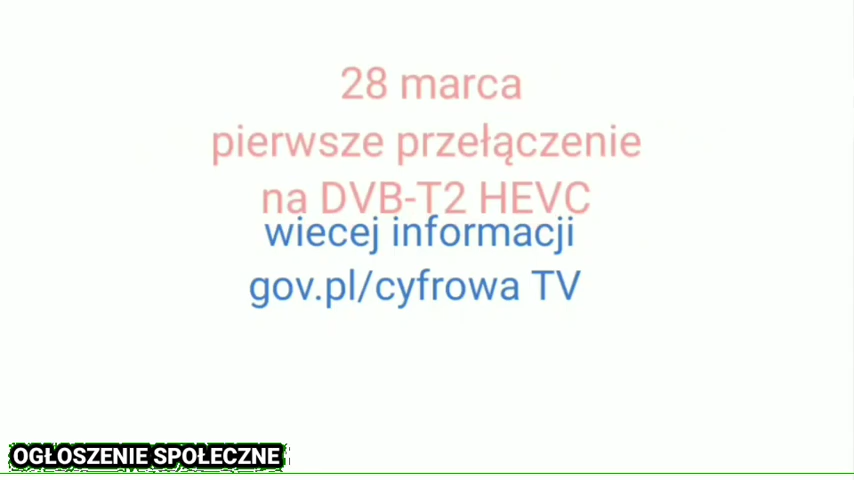 28 marca
pierwsze przełączenie
na DVB-T2 HEVC
wiecej informacji
gov.pl/cyfrowa TV
OGŁOSZENIE SPOŁECZNE